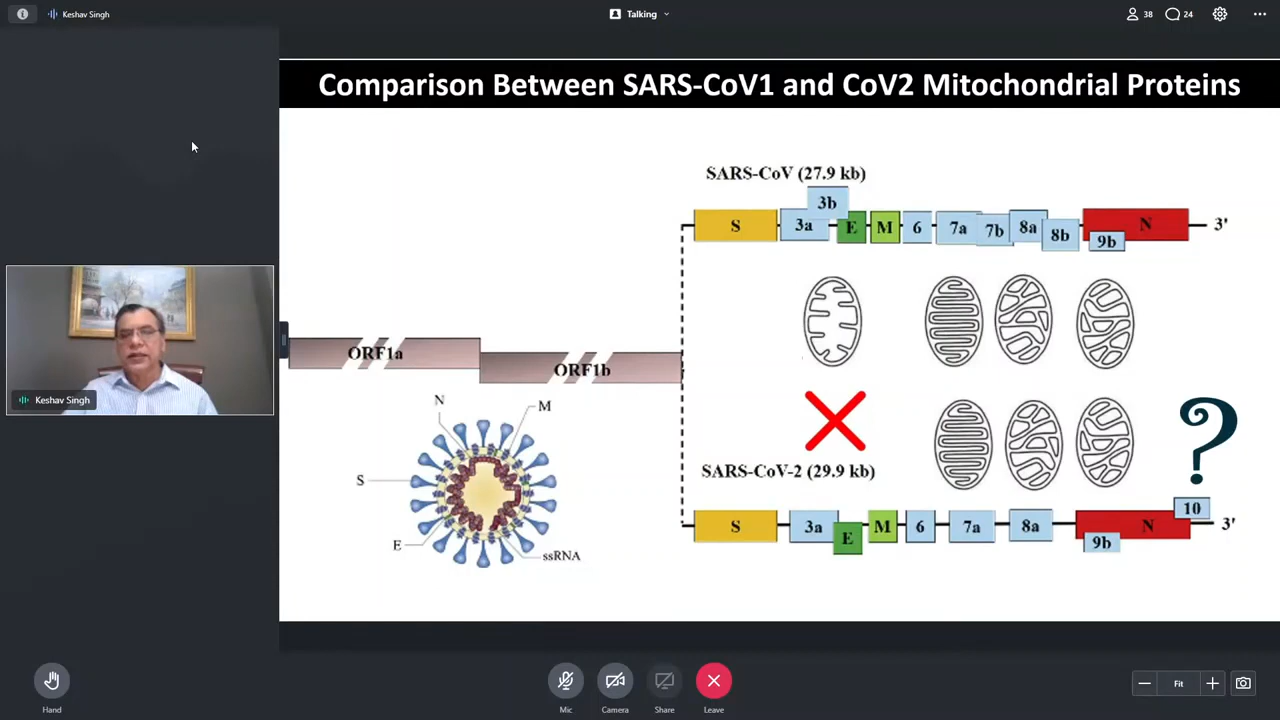 Keshav Singh
Talking
38
24
Comparison Between SARS-CoV1 and CoV2 Mitochondrial Proteins
SARS-CoV (27.9 kb)
3b
S
3a
E
M
6
7a
7b
8a
8b
N
9b
3'
ORF1a
ORF1b
N
M
S
E
ssRNA
?
SARS-CoV-2 (29.9 kb)
S
3a
E
M
6
7a
8a
N
9b
10
3'
Keshav Singh
Hand
Mic
Camera
Share
Leave
Fit